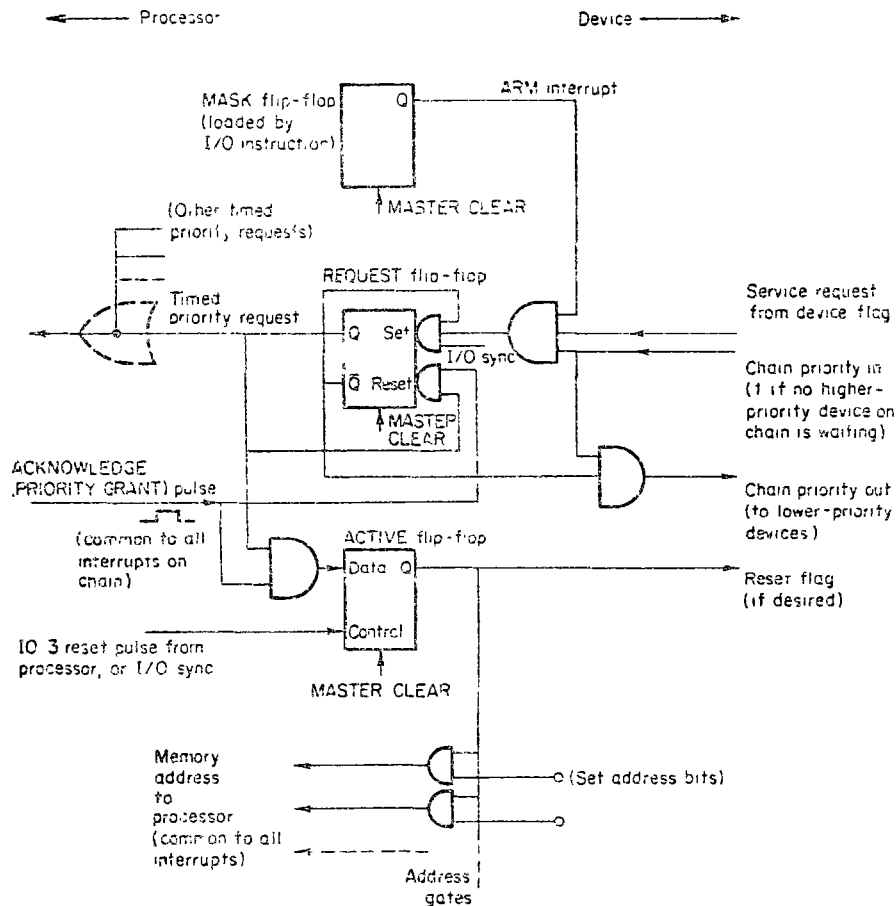 Processor
Device
MASK flip-flop
(loaded by
I/O instruction)
Q
ARM interrupt
MASTER CLEAR
(Other timed
priority requests)
REQUEST flip-flop
Timed
priority request
Q
Set
I/O sync
Q̅
Reset
MASTER
CLEAR
Service request
from device flag
Chain priority in
(1 if no higher-
priority device on
chain is waiting)
ACKNOWLEDGE
(PRIORITY GRANT) pulse
(common to all
interrupts on
chain)
Chain priority out
(to lower-priority
devices)
ACTIVE flip-flop
Data
Q
Control
Reset flag
(if desired)
IO 3 reset pulse from
processor, or I/O sync
MASTER CLEAR
Memory
address
to
processor
(common to all
interrupts)
(Set address bits)
Address
gates